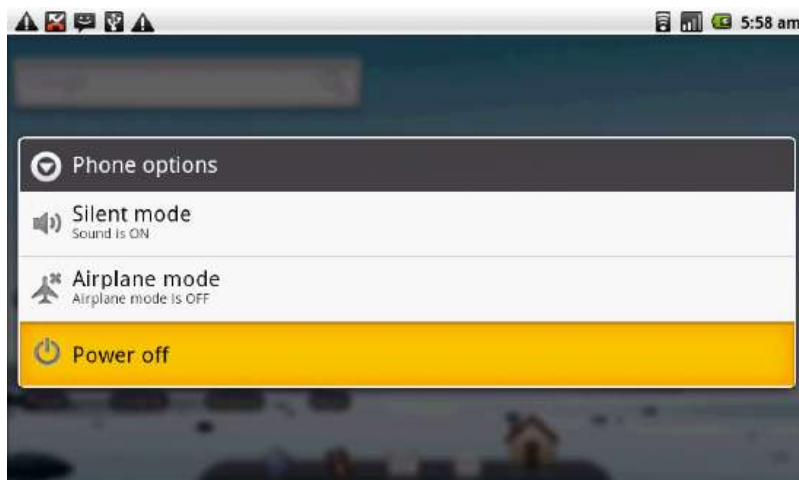 5:58 am
Phone options
Silent mode
Sound is ON
Airplane mode
Airplane mode is OFF
Power off